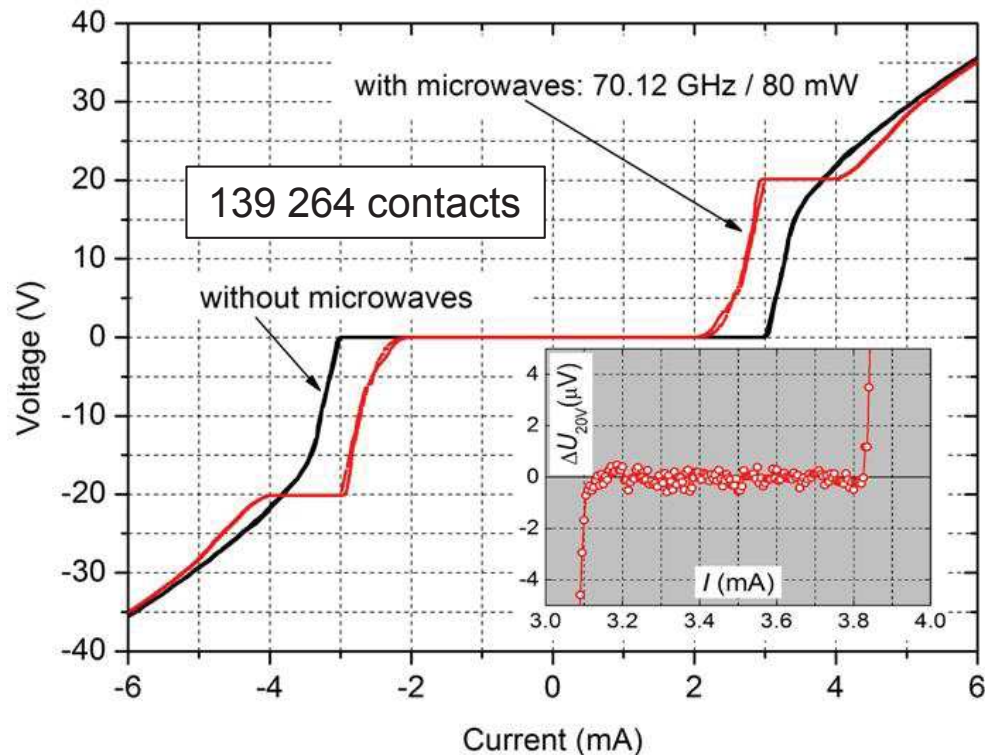 40
30
20
10
0
-10
-20
-30
-40
Voltage (V)
with microwaves: 70.12 GHz / 80 mW
139 264 contacts
without microwaves
ΔU20V(μV)
4
2
0
-2
-4
I (mA)
3.0 3.2 3.4 3.6 3.8 4.0
-6 -4 -2 0 2 4 6
Current (mA)